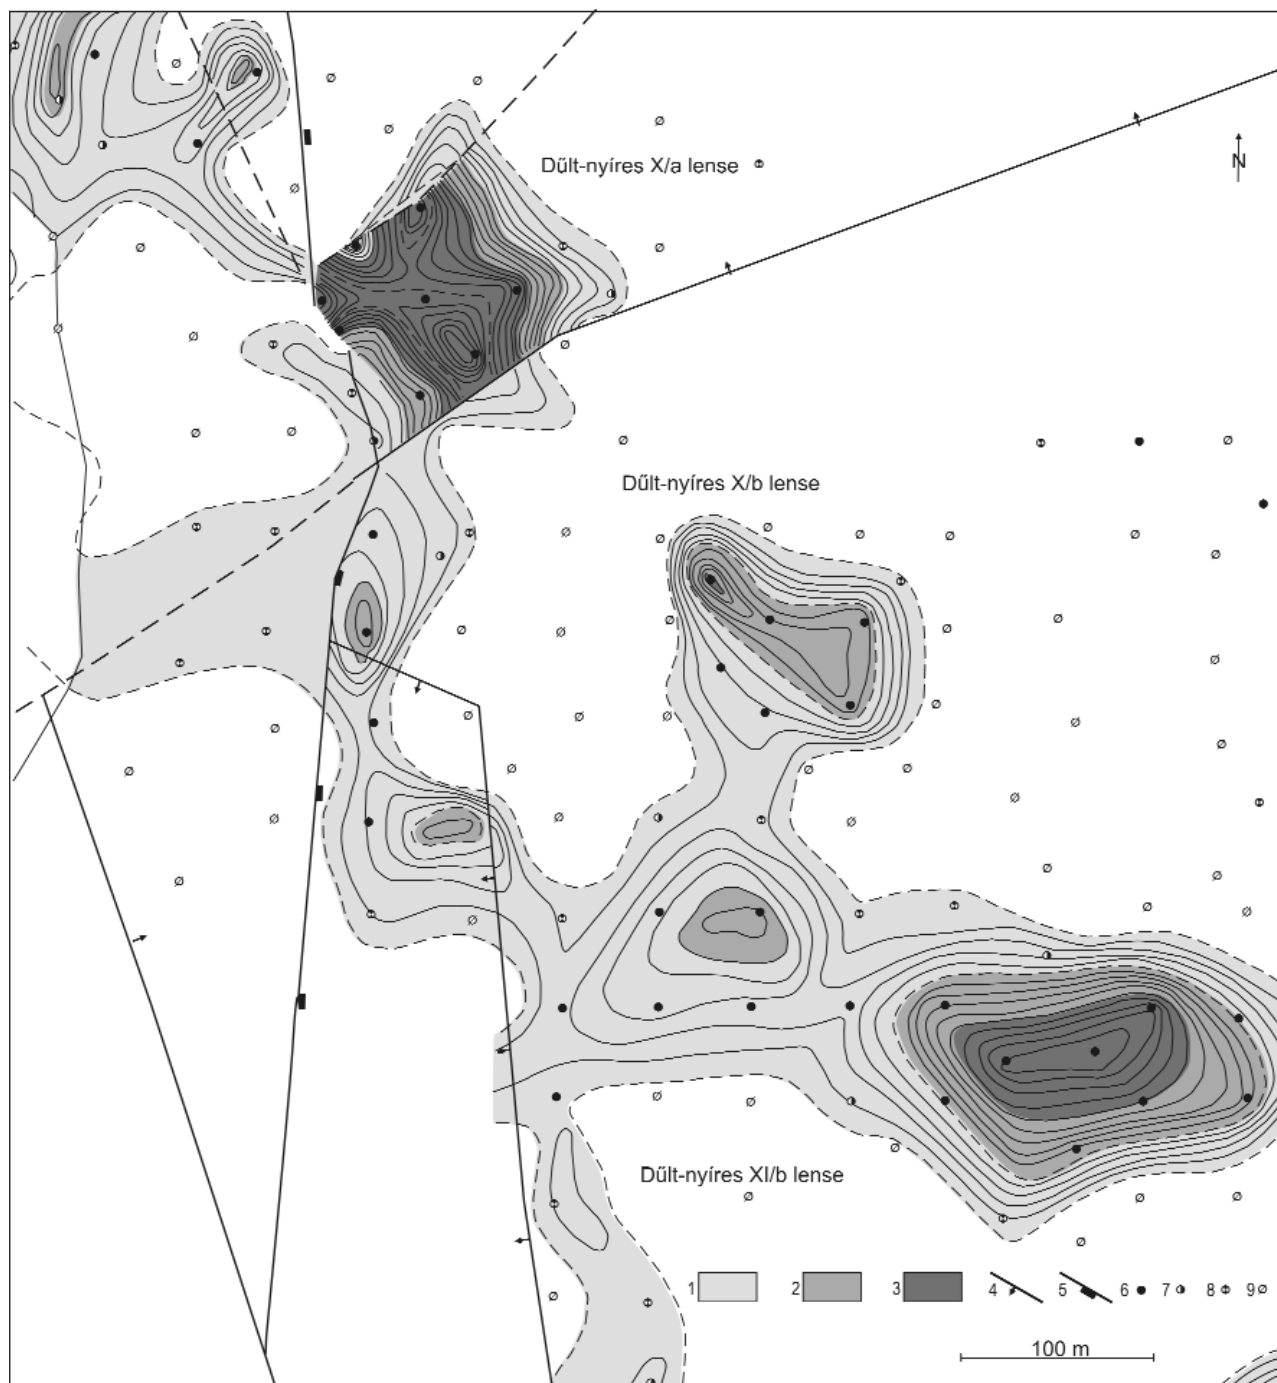 Dűlt-nyíres X/a lense
N
Dűlt-nyíres X/b lense
Dűlt-nyíres XI/b lense
1 2 3 4 5 6 7 8 9
100 m